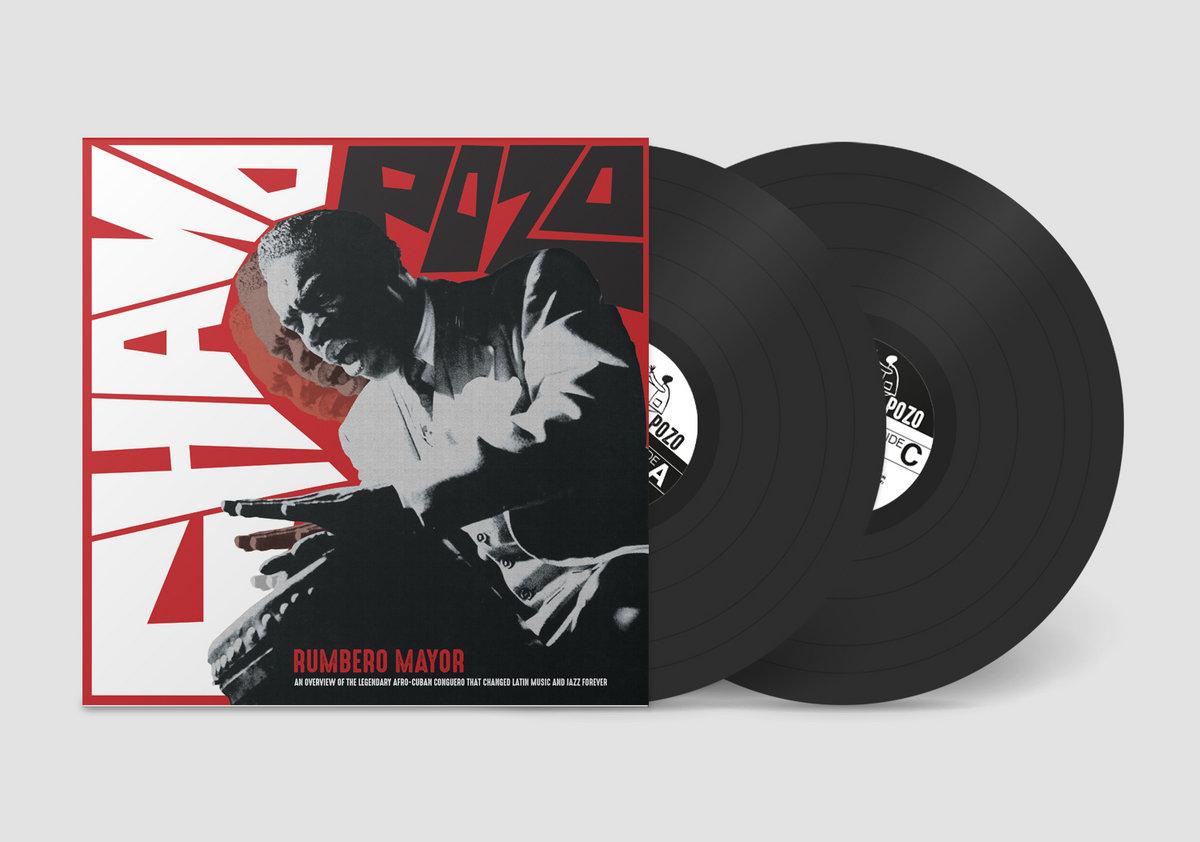 CHANO
POZO
RUMBERO MAYOR
AN OVERVIEW OF THE LEGENDARY AFRO-CUBAN CONGUERO THAT CHANGED LATIN MUSIC AND JAZZ FOREVER
POZO
A
POZO
C